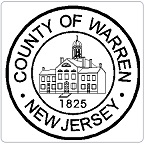 COUNTY OF WARREN
1825
· NEW JERSEY ·